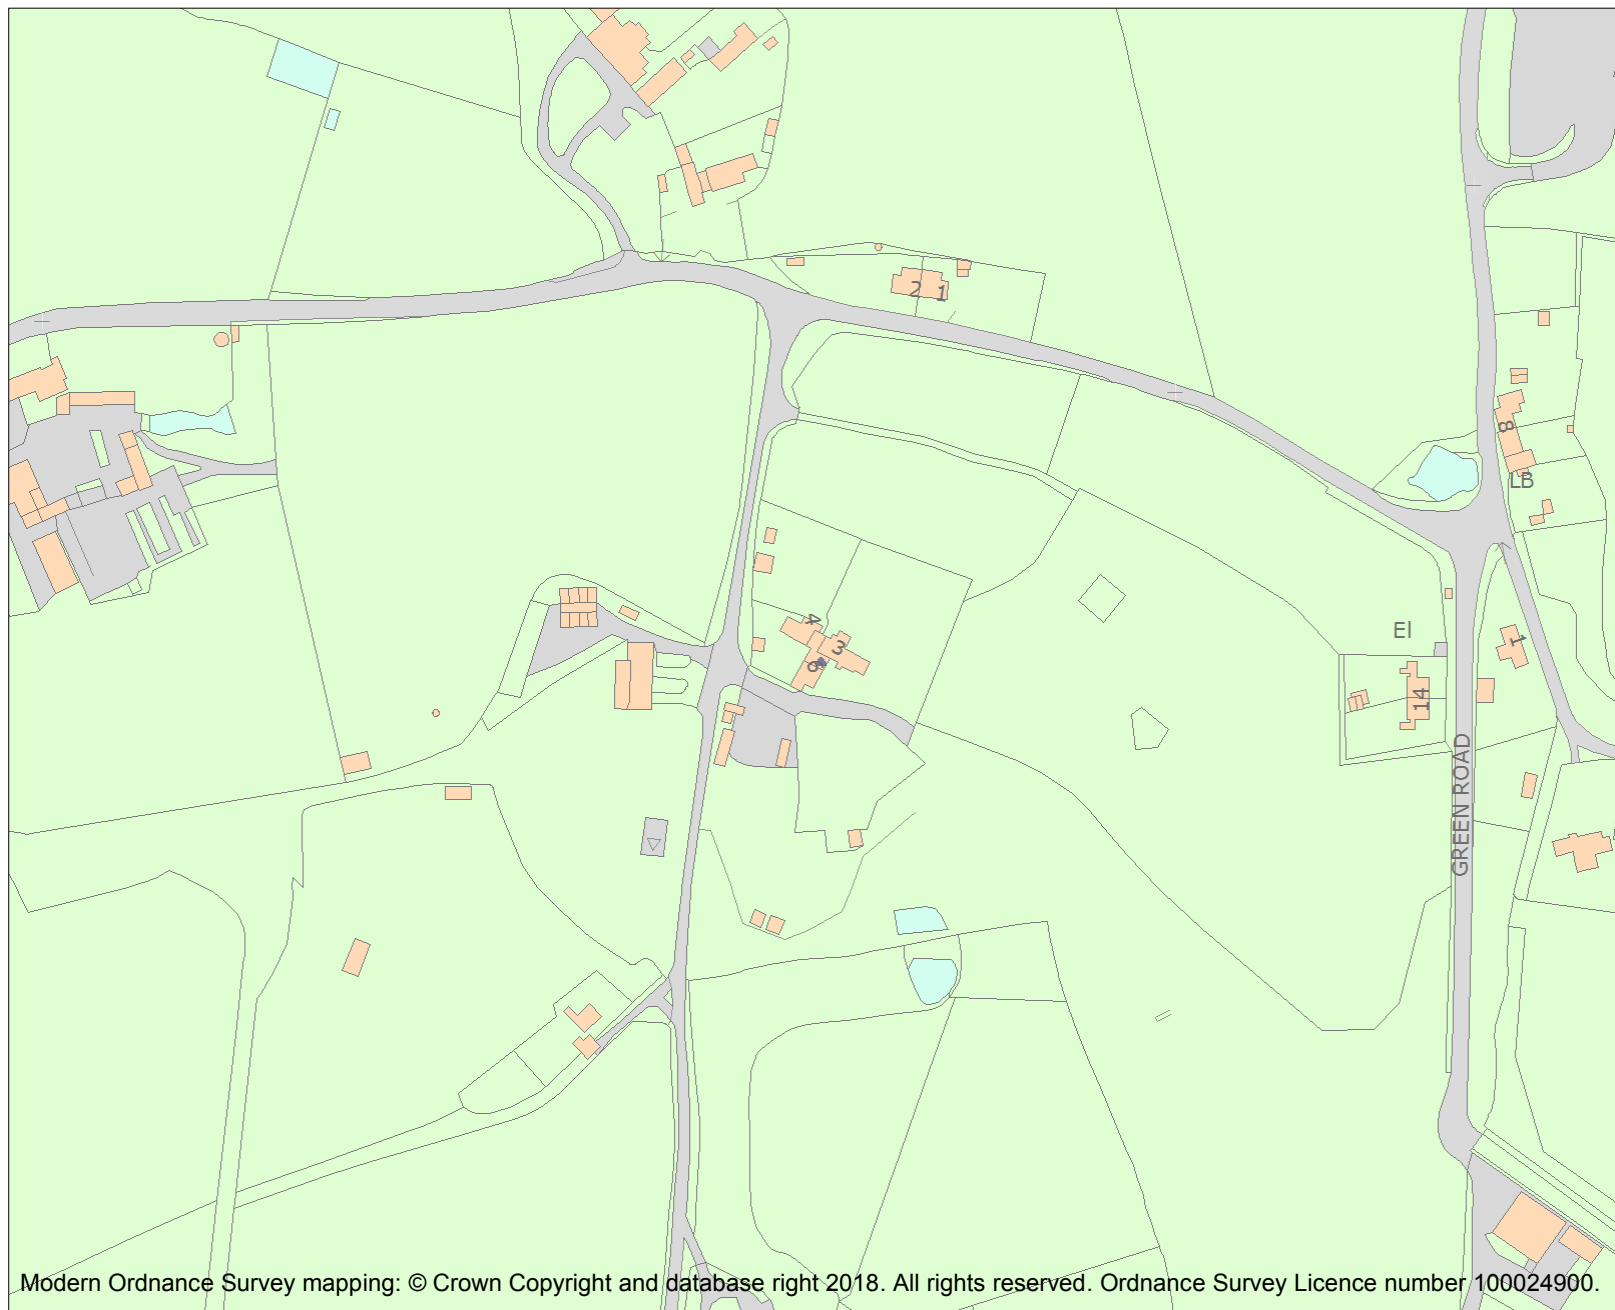 2 1
8
LB
4
3
6
El
1
14
GREEN ROAD
Modern Ordnance Survey mapping: © Crown Copyright and database right 2018. All rights reserved. Ordnance Survey Licence number 100024900.